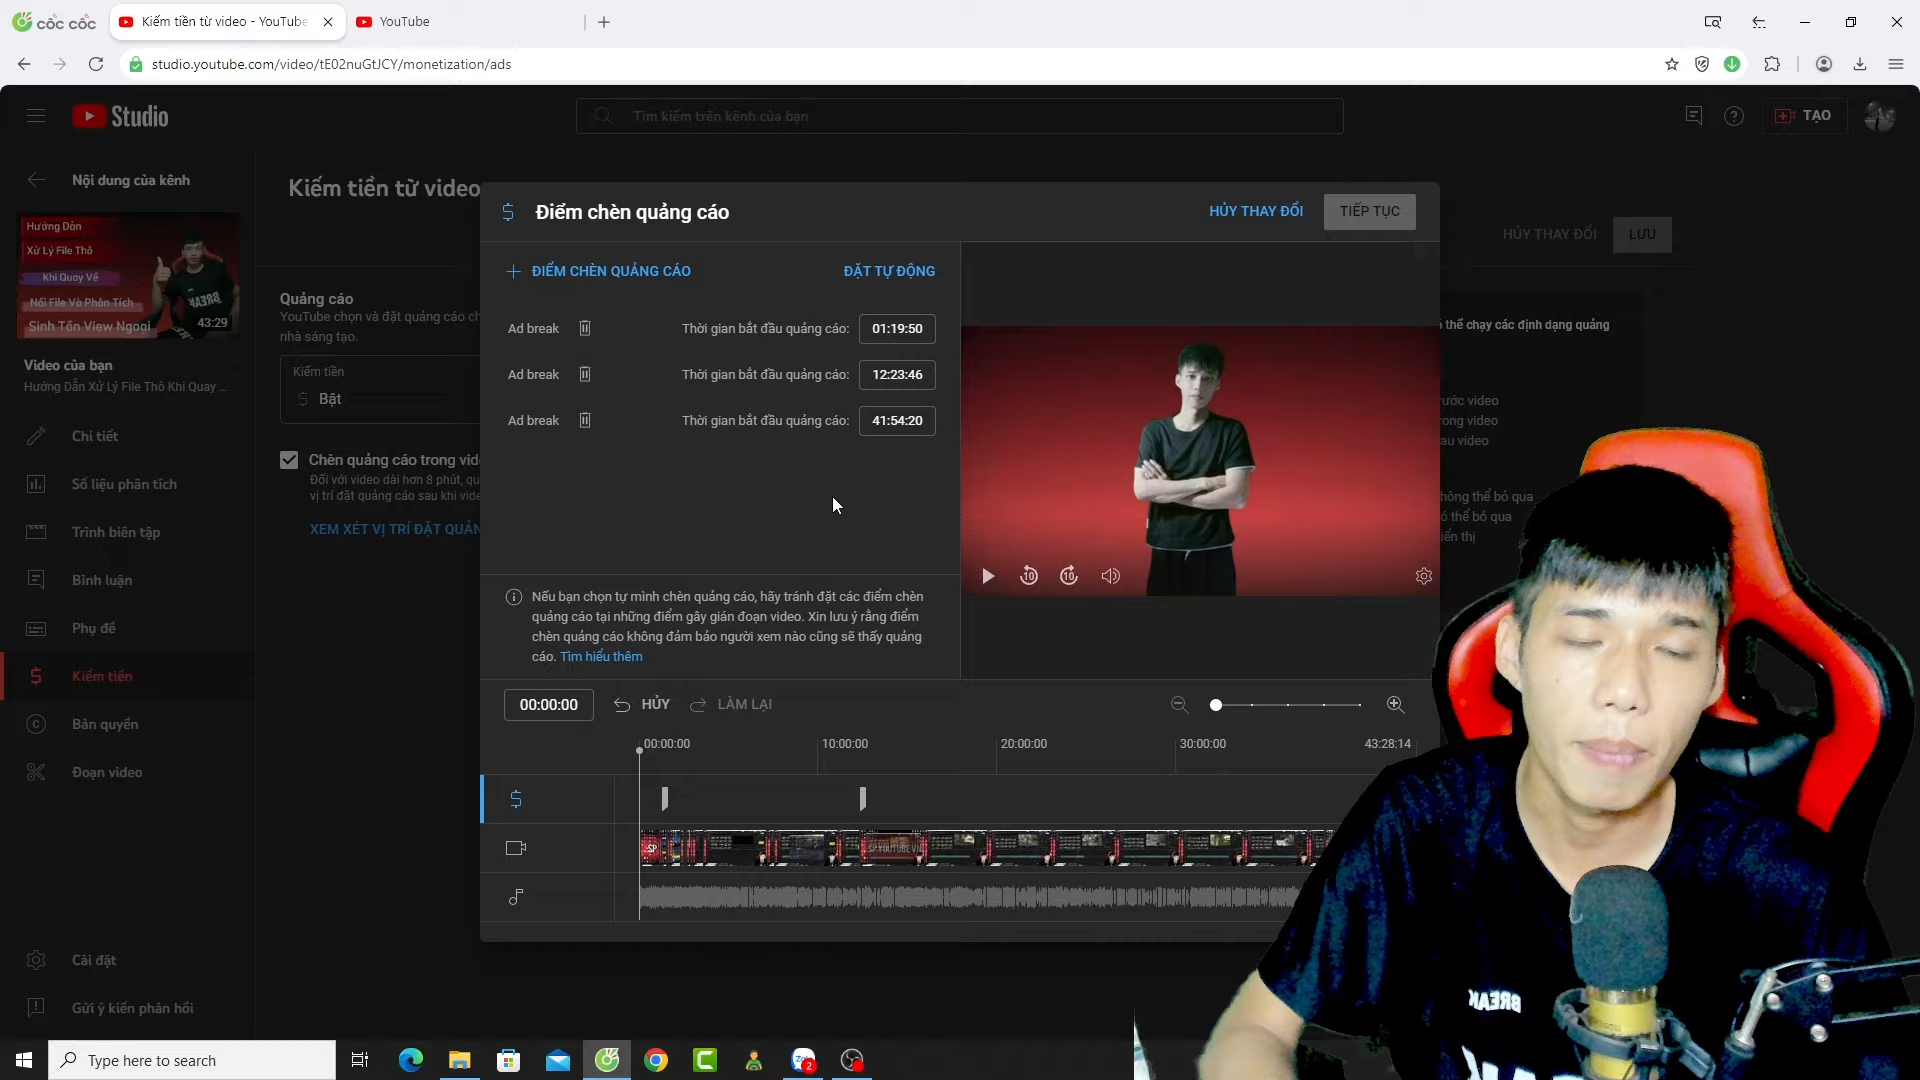 cốc cốc
Kiếm tiền từ video - YouTube
YouTube
studio.youtube.com/video/tE02nuGtJCY/monetization/ads
Studio
Tìm kiếm trên kênh của bạn
TẠO
Nội dung của kênh
Kiếm tiền từ video
Điểm chèn quảng cáo
HỦY THAY ĐỔI
TIẾP TỤC
HỦY THAY ĐỔI
LƯU
Hướng Dẫn
Xử Lý File Thô
Khi Quay Về
Nối File Và Phân Tích
Sinh Tồn View Ngoại
BREAK
43:29
Video của bạn
Hướng Dẫn Xử Lý File Thô Khi Quay ...
Chi tiết
Số liệu phân tích
Trình biên tập
Bình luận
Phụ đề
Kiếm tiền
Bản quyền
Đoạn video
Cài đặt
Gửi ý kiến phản hồi
Quảng cáo
YouTube chọn và đặt quảng cáo ch
nhà sáng tạo.
Kiếm tiền
Bật
Chèn quảng cáo trong vid
Đối với video dài hơn 8 phút, qu
vị trí đặt quảng cáo sau khi vide
XEM XÉT VỊ TRÍ ĐẶT QUẢN
ĐIỂM CHÈN QUẢNG CÁO
ĐẶT TỰ ĐỘNG
Ad break
Thời gian bắt đầu quảng cáo:
01:19:50
Ad break
Thời gian bắt đầu quảng cáo:
12:23:46
Ad break
Thời gian bắt đầu quảng cáo:
41:54:20
Nếu bạn chọn tự mình chèn quảng cáo, hãy tránh đặt các điểm chèn
quảng cáo tại những điểm gây gián đoạn video. Xin lưu ý rằng điểm
chèn quảng cáo không đảm bảo người xem nào cũng sẽ thấy quảng
cáo. Tìm hiểu thêm
10
10
ó thể chạy các định dạng quảng
ước video
ong video
au video
hông thể bỏ qua
ó thể bỏ qua
iển thị
00:00:00
HỦY
LÀM LẠI
00:00:00
10:00:00
20:00:00
30:00:00
43:28:14
SP
SP YOUTUBE VN
BREAK
Type here to search
Zalo
2